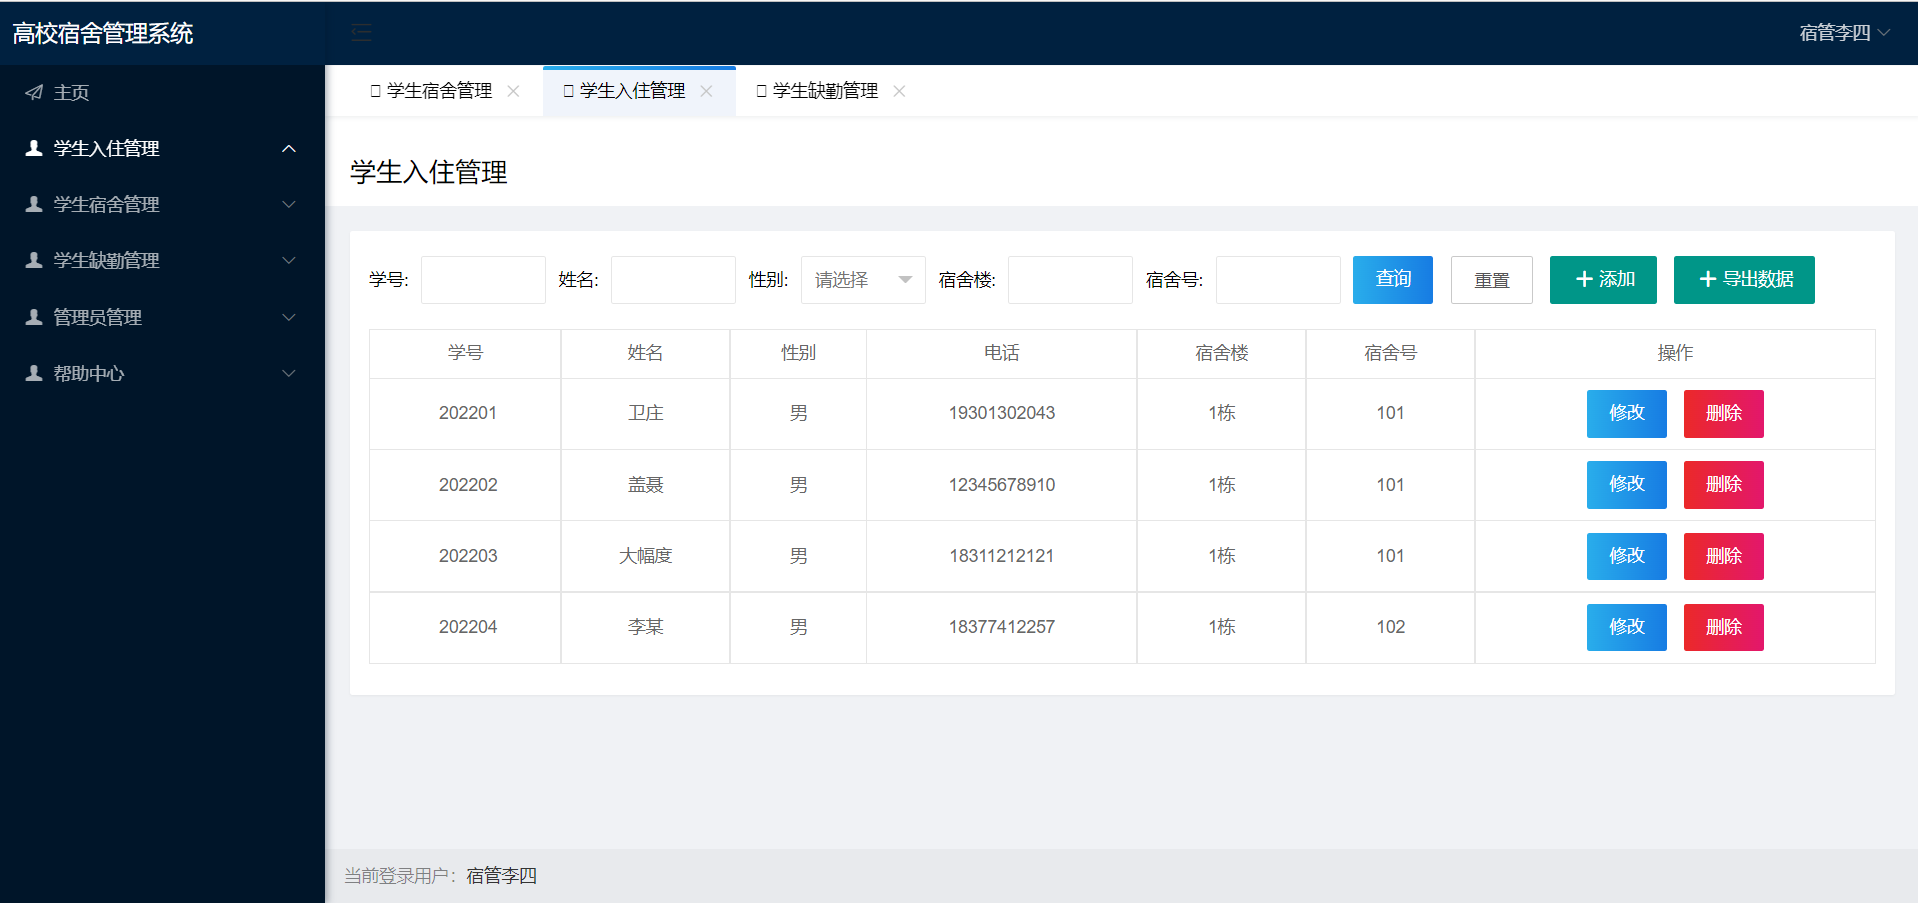 高校宿舍管理系统
宿管李四
主页
学生入住管理
学生宿舍管理
学生缺勤管理
管理员管理
帮助中心
学生宿舍管理 学生入住管理 学生缺勤管理
学生入住管理
学号: 姓名: 性别: 请选择 宿舍楼: 宿舍号: 查询 重置 添加 导出数据
学号 姓名 性别 电话 宿舍楼 宿舍号 操作
202201 卫庄 男 19301302043 1栋 101 修改 删除
202202 盖聂 男 12345678910 1栋 101 修改 删除
202203 大幅度 男 18311212121 1栋 101 修改 删除
202204 李某 男 18377412257 1栋 102 修改 删除
当前登录用户：宿管李四